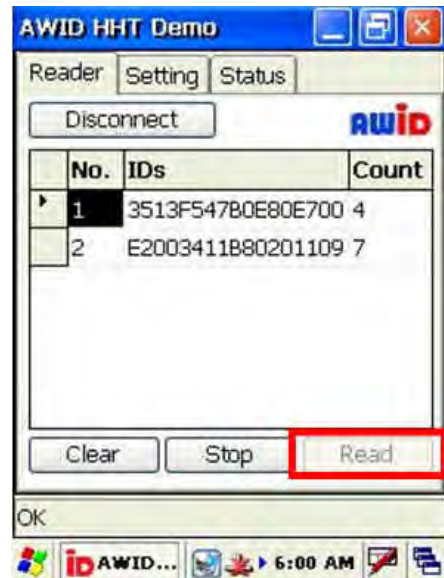 AWID HHT Demo
Reader Setting Status
Disconnect AWiD
No. IDs Count
1 3513F547B0E80E700 4
2 E2003411B80201109 7
Clear Stop Read
OK
iD AWID... 6:00 AM